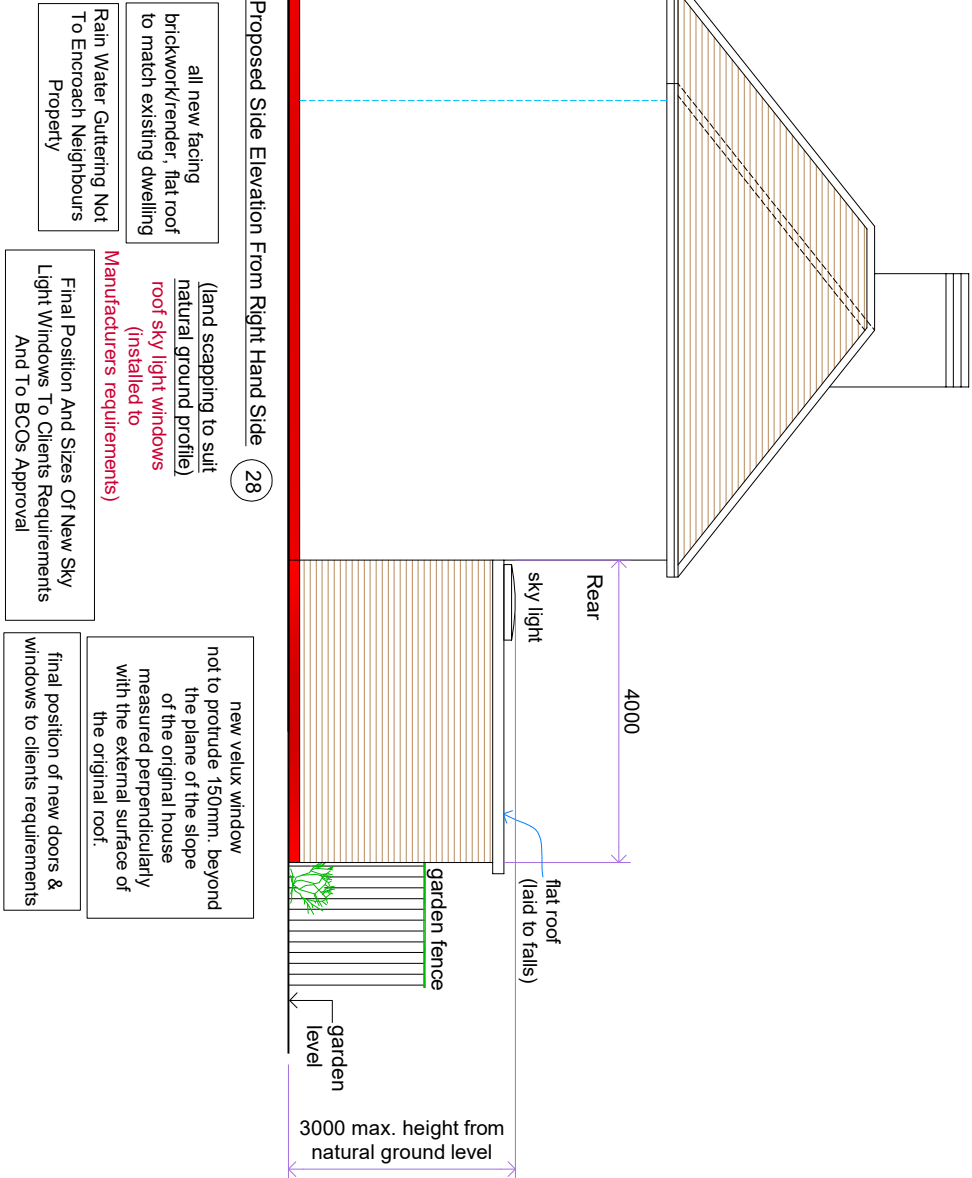 Rear
4000
sky light
flat roof
(laid to falls)
garden fence
garden
level
3000 max. height from
natural ground level
Proposed Side Elevation From Right Hand Side
28
all new facing
brickwork/render, flat roof
to match existing dwelling
Rain Water Guttering Not
To Encroach Neighbours
Property
(land scapping to suit
natural ground profile)
roof sky light windows
(installed to
Manufacturers requirements)
Final Position And Sizes Of New Sky
Light Windows To Clients Requirements
And To BCOs Approval
new velux window
not to protrude 150mm. beyond
the plane of the slope
of the original house
measured perpendicularly
with the external surface of
the original roof.
final position of new doors &
windows to clients requirements